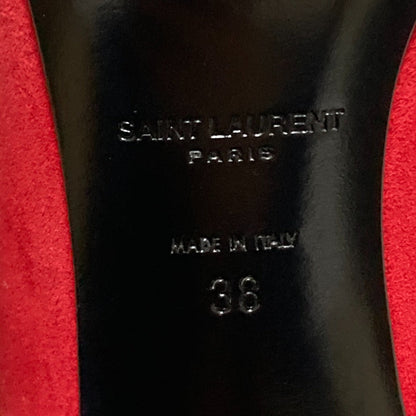 SAINT LAURENT
PARIS
MADE IN ITALY
38